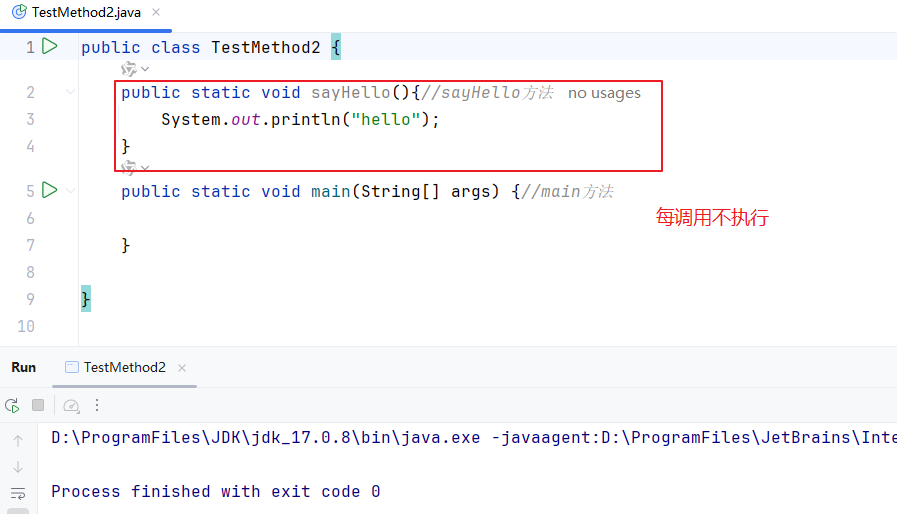 TestMethod2.java
1 public class TestMethod2 {
2 public static void sayHello(){//sayHello方法 no usages
3 System.out.println("hello");
4 }
5 public static void main(String[] args) {//main方法
每调用不执行
6
7 }
8
9 }
10
Run TestMethod2
D:\ProgramFiles\JDK\jdk_17.0.8\bin\java.exe -javaagent:D:\ProgramFiles\JetBrains\Inte
Process finished with exit code 0